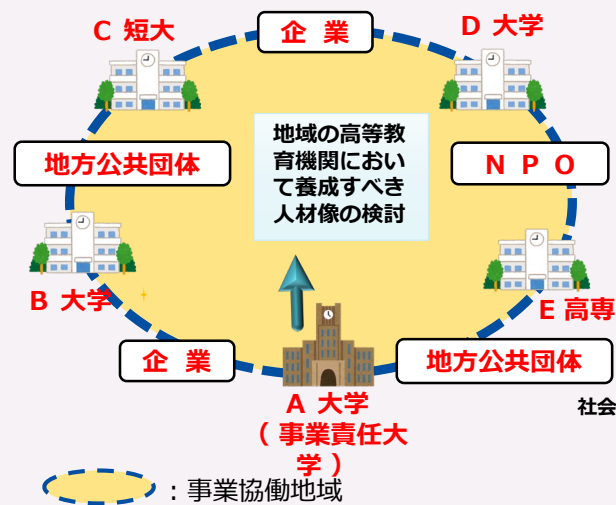 C 短大
企 業
D 大学
地域の高等教
育機関におい
て養成すべき
人材像の検討
地方公共団体
N P O
B 大学
E 高専
企 業
地方公共団体
A 大学
( 事業責任大
学 )
社会
：事業協働地域